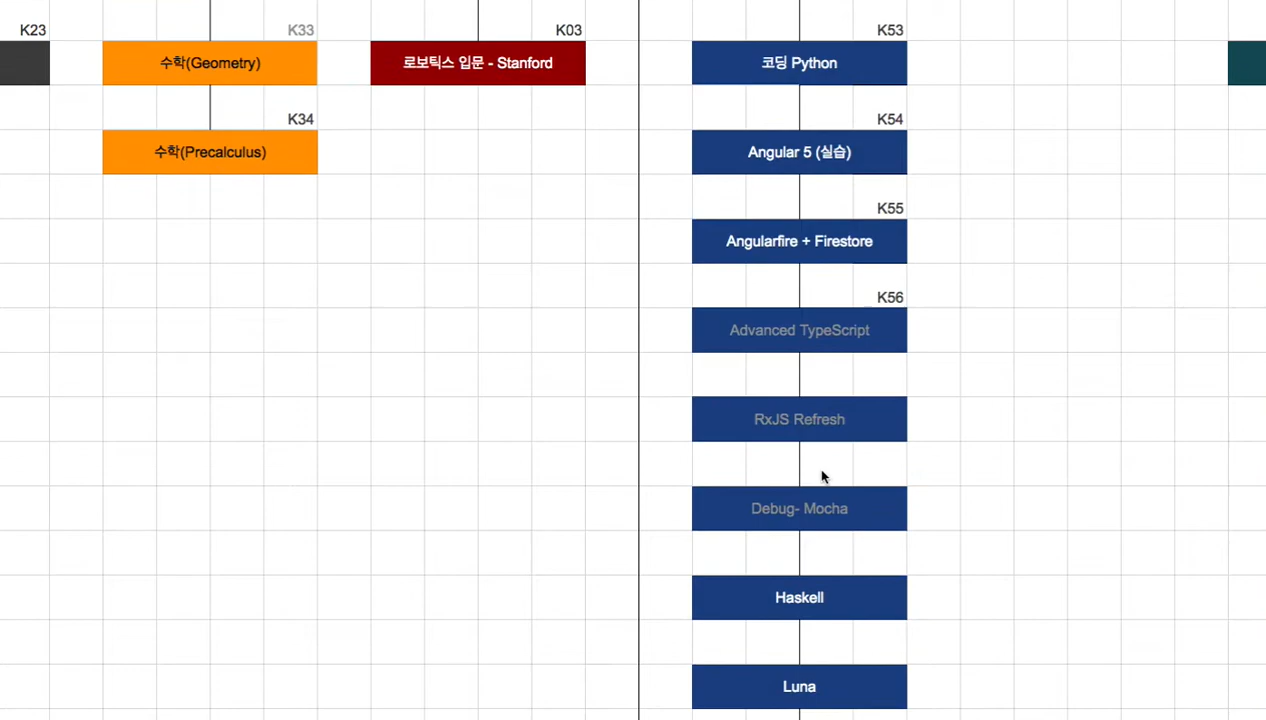 K23
K33
K03
K53
수학(Geometry)
로보틱스 입문 - Stanford
코딩 Python
K34
K54
수학(Precalculus)
Angular 5 (실습)
K55
Angularfire + Firestore
K56
Advanced TypeScript
RxJS Refresh
Debug- Mocha
Haskell
Luna